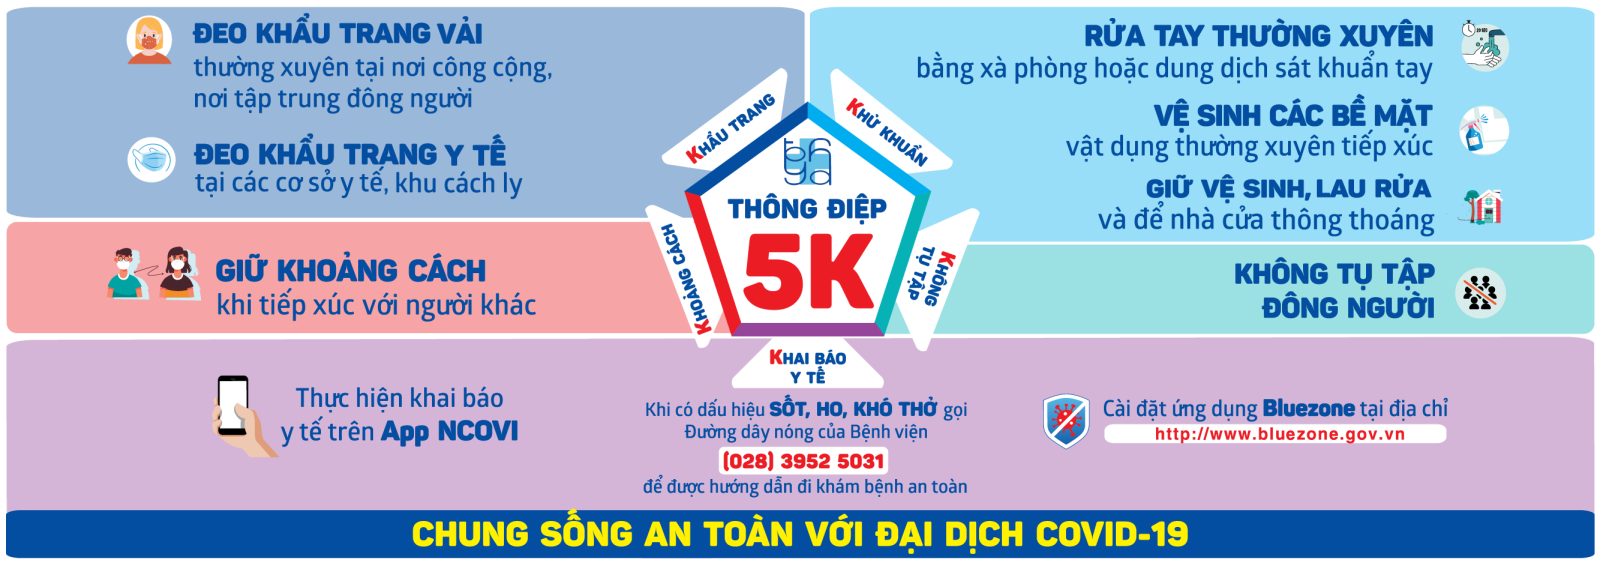 ĐEO KHẨU TRANG VẢI
thường xuyên tại nơi công cộng,
nơi tập trung đông người
ĐEO KHẨU TRANG Y TẾ
tại các cơ sở y tế, khu cách ly
GIỮ KHOẢNG CÁCH
khi tiếp xúc với người khác
KHẨU TRANG
KHỬ KHUẨN
KHOẢNG CÁCH
KHÔNG
TỤ TẬP
THÔNG ĐIỆP
5K
KHAI BÁO
Y TẾ
RỬA TAY THƯỜNG XUYÊN
bằng xà phòng hoặc dung dịch sát khuẩn tay
VỆ SINH CÁC BỀ MẶT
vật dụng thường xuyên tiếp xúc
GIỮ VỆ SINH, LAU RỬA
và để nhà cửa thông thoáng
KHÔNG TỤ TẬP
ĐÔNG NGƯỜI
Thực hiện khai báo
y tế trên App NCOVI
Khi có dấu hiệu SỐT, HO, KHÓ THỞ gọi
Đường dây nóng của Bệnh viện
(028) 3952 5031
để được hướng dẫn đi khám bệnh an toàn
Cài đặt ứng dụng Bluezone tại địa chỉ
http://www.bluezone.gov.vn
CHUNG SỐNG AN TOÀN VỚI ĐẠI DỊCH COVID-19